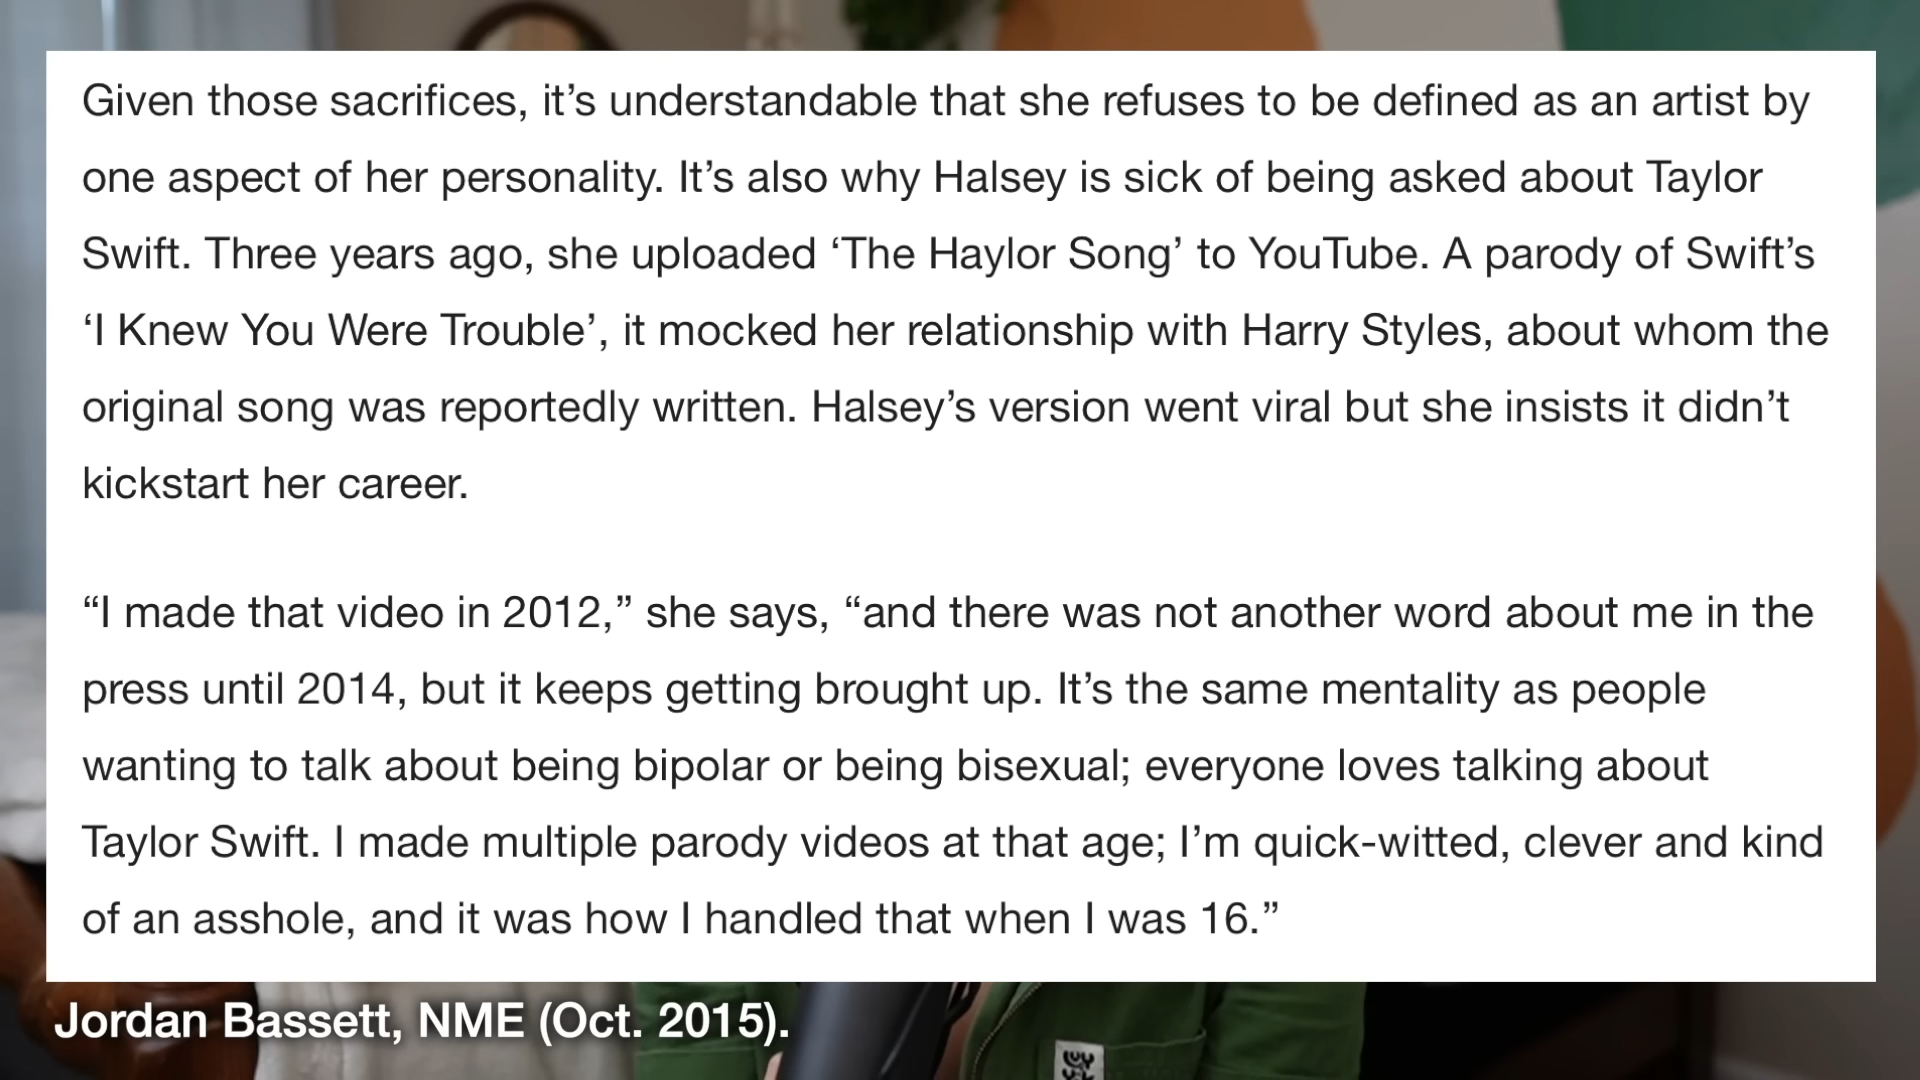 Given those sacrifices, it’s understandable that she refuses to be defined as an artist by
one aspect of her personality. It’s also why Halsey is sick of being asked about Taylor
Swift. Three years ago, she uploaded ‘The Haylor Song’ to YouTube. A parody of Swift’s
‘I Knew You Were Trouble’, it mocked her relationship with Harry Styles, about whom the
original song was reportedly written. Halsey’s version went viral but she insists it didn’t
kickstart her career.
“I made that video in 2012,” she says, “and there was not another word about me in the
press until 2014, but it keeps getting brought up. It’s the same mentality as people
wanting to talk about being bipolar or being bisexual; everyone loves talking about
Taylor Swift. I made multiple parody videos at that age; I’m quick-witted, clever and kind
of an asshole, and it was how I handled that when I was 16.”
Jordan Bassett, NME (Oct. 2015).